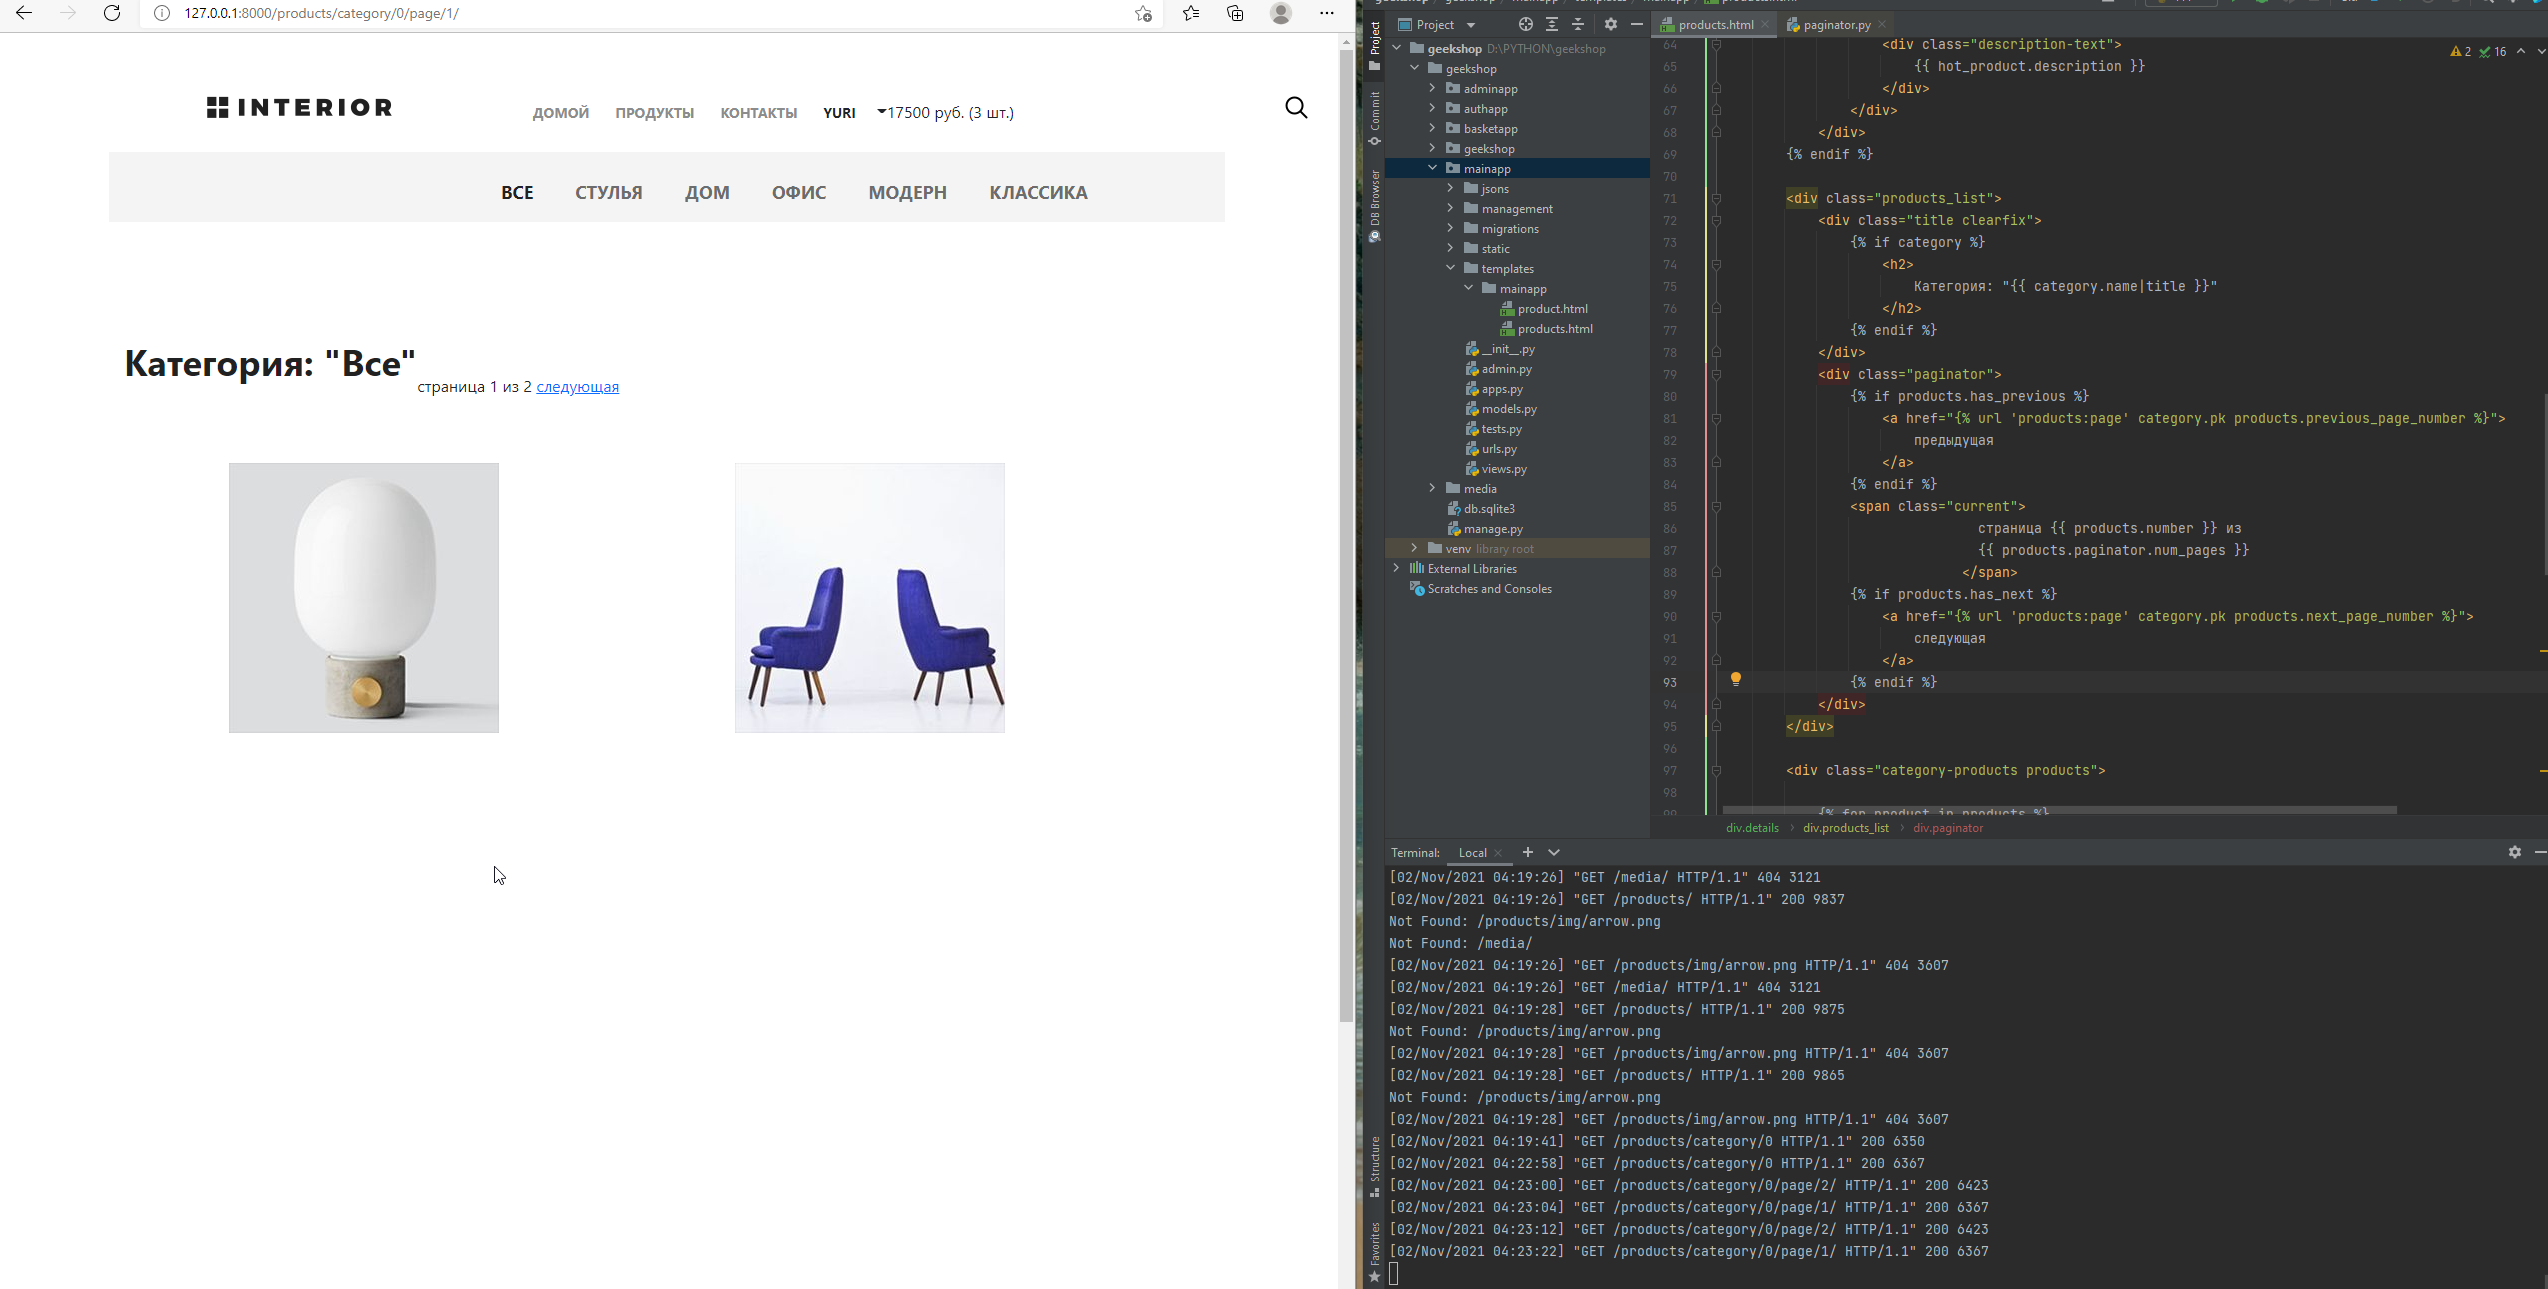 127.0.0.1:8000/products/category/0/page/1/
INTERIOR
ДОМОЙ ПРОДУКТЫ КОНТАКТЫ YURI 17500 руб. (3 шт.)
ВСЕ СТУЛЬЯ ДОМ ОФИС МОДЕРН КЛАССИКА
Категория: "Все"
страница 1 из 2 следующая
Project
products.html
paginator.py
Project
Commit
DB Browser
Structure
Favorites
geekshop D:\PYTHON\geekshop
geekshop
adminapp
authapp
basketapp
geekshop
mainapp
jsons
management
migrations
static
templates
mainapp
product.html
products.html
__init__.py
admin.py
apps.py
models.py
tests.py
urls.py
views.py
media
db.sqlite3
manage.py
venv library root
External Libraries
Scratches and Consoles
2 16
64 <div class="description-text">
65 {{ hot_product.description }}
66 </div>
67 </div>
68 </div>
69 {% endif %}
70
71 <div class="products_list">
72 <div class="title clearfix">
73 {% if category %}
74 <h2>
75 Категория: "{{ category.name|title }}"
76 </h2>
77 {% endif %}
78 </div>
79 <div class="paginator">
80 {% if products.has_previous %}
81 <a href="{% url 'products:page' category.pk products.previous_page_number %}">
82 предыдущая
83 </a>
84 {% endif %}
85 <span class="current">
86 страница {{ products.number }} из
87 {{ products.paginator.num_pages }}
88 </span>
89 {% if products.has_next %}
90 <a href="{% url 'products:page' category.pk products.next_page_number %}">
91 следующая
92 </a>
93 {% endif %}
94 </div>
95 </div>
96
97 <div class="category-products products">
98
99 {% for product in products %}
div.details › div.products_list › div.paginator
Terminal: Local
[02/Nov/2021 04:19:26] "GET /media/ HTTP/1.1" 404 3121
[02/Nov/2021 04:19:26] "GET /products/ HTTP/1.1" 200 9837
Not Found: /products/img/arrow.png
Not Found: /media/
[02/Nov/2021 04:19:26] "GET /products/img/arrow.png HTTP/1.1" 404 3607
[02/Nov/2021 04:19:26] "GET /media/ HTTP/1.1" 404 3121
[02/Nov/2021 04:19:28] "GET /products/ HTTP/1.1" 200 9875
Not Found: /products/img/arrow.png
[02/Nov/2021 04:19:28] "GET /products/img/arrow.png HTTP/1.1" 404 3607
[02/Nov/2021 04:19:28] "GET /products/ HTTP/1.1" 200 9865
Not Found: /products/img/arrow.png
[02/Nov/2021 04:19:28] "GET /products/img/arrow.png HTTP/1.1" 404 3607
[02/Nov/2021 04:19:41] "GET /products/category/0 HTTP/1.1" 200 6350
[02/Nov/2021 04:22:58] "GET /products/category/0 HTTP/1.1" 200 6367
[02/Nov/2021 04:23:00] "GET /products/category/0/page/2/ HTTP/1.1" 200 6423
[02/Nov/2021 04:23:04] "GET /products/category/0/page/1/ HTTP/1.1" 200 6367
[02/Nov/2021 04:23:12] "GET /products/category/0/page/2/ HTTP/1.1" 200 6423
[02/Nov/2021 04:23:22] "GET /products/category/0/page/1/ HTTP/1.1" 200 6367